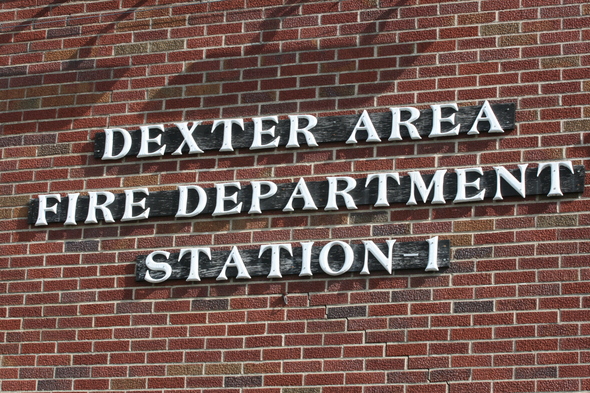 DEXTER AREA
FIRE DEPARTMENT
STATION-1